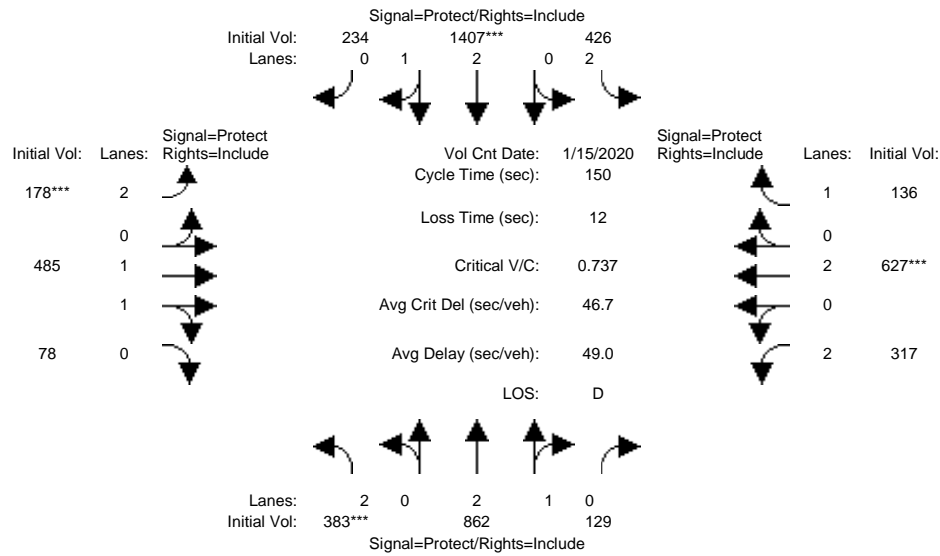 Signal=Protect/Rights=Include
Initial Vol: 234 1407*** 426
Lanes: 0 1 2 0 2
Signal=Protect Signal=Protect
Initial Vol: Lanes: Rights=Include Vol Cnt Date: 1/15/2020 Rights=Include Lanes: Initial Vol:
Cycle Time (sec): 150
178*** 2 1 136
Loss Time (sec): 12
0 0
485 1 Critical V/C: 0.737 2 627***
1 Avg Crit Del (sec/veh): 46.7 0
78 0 Avg Delay (sec/veh): 49.0 2 317
LOS: D
Lanes: 2 0 2 1 0
Initial Vol: 383*** 862 129
Signal=Protect/Rights=Include